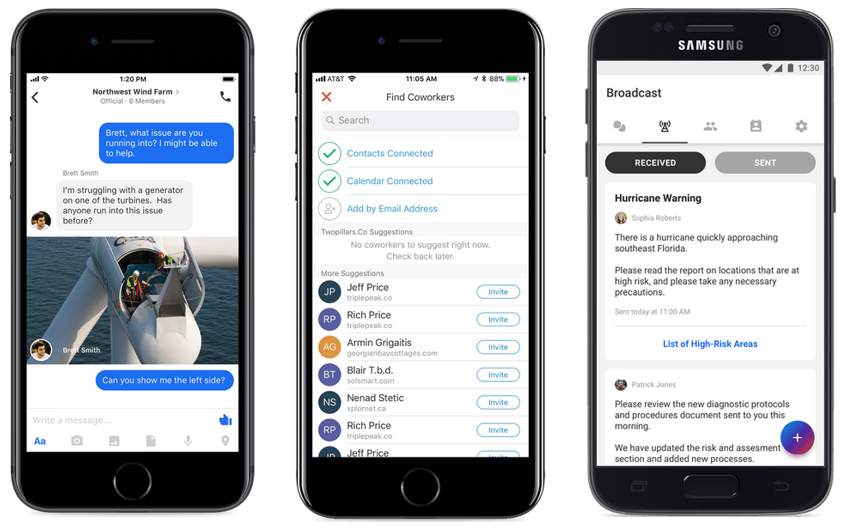 1:20 PM
Northwest Wind Farm
Official · 6 Members
Brett, what issue are you
running into? I might be able
to help.
Brett Smith
I'm struggling with a generator
on one of the turbines. Has
anyone run into this issue
before?
Brett Smith
Can you show me the left side?
Write a message...
Aa
AT&T
11:05 AM
88%
Find Coworkers
Search
Contacts Connected
Calendar Connected
Add by Email Address
Twopillars.Co Suggestions
No coworkers to suggest right now.
Check back later.
More Suggestions
JP
Jeff Price
triplepeak.co
Invite
RP
Rich Price
triplepeak.co
Invite
AG
Armin Grigaitis
georgianbaycottages.com
Invite
BT
Blair T.b.d.
solsmart.com
Invite
NS
Nenad Stetic
xplornet.ca
Invite
RP
Rich Price
triplepeak.co
Invite
JP
Jeff Price
SAMSUNG
12:30
Broadcast
RECEIVED
SENT
Hurricane Warning
Sophia Roberts
There is a hurricane quickly approaching
southeast Florida.
Please read the report on locations that are at
high risk, and please take any necessary
precautions.
Sent today at 11:00 AM
List of High-Risk Areas
Patrick Jones
Please review the new diagnostic protocols
and procedures document sent to you this
morning.
We have updated the risk and assesment
section and added new processes.
+